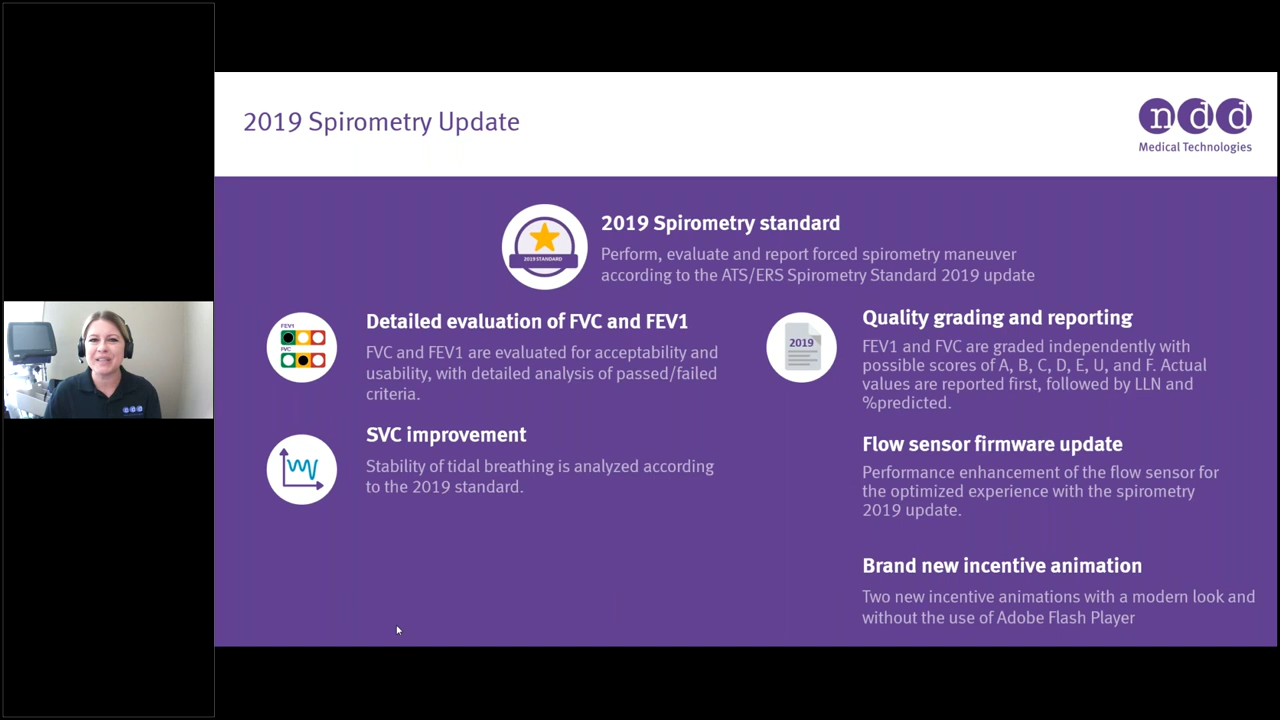 2019 Spirometry Update
ndd
Medical Technologies
2019 STANDARD
2019 Spirometry standard
Perform, evaluate and report forced spirometry maneuver
according to the ATS/ERS Spirometry Standard 2019 update
FEV1
FVC
Detailed evaluation of FVC and FEV1
FVC and FEV1 are evaluated for acceptability and
usability, with detailed analysis of passed/failed
criteria.
SVC improvement
Stability of tidal breathing is analyzed according
to the 2019 standard.
2019
Quality grading and reporting
FEV1 and FVC are graded independently with
possible scores of A, B, C, D, E, U, and F. Actual
values are reported first, followed by LLN and
%predicted.
Flow sensor firmware update
Performance enhancement of the flow sensor for
the optimized experience with the spirometry
2019 update.
Brand new incentive animation
Two new incentive animations with a modern look and
without the use of Adobe Flash Player
ndd